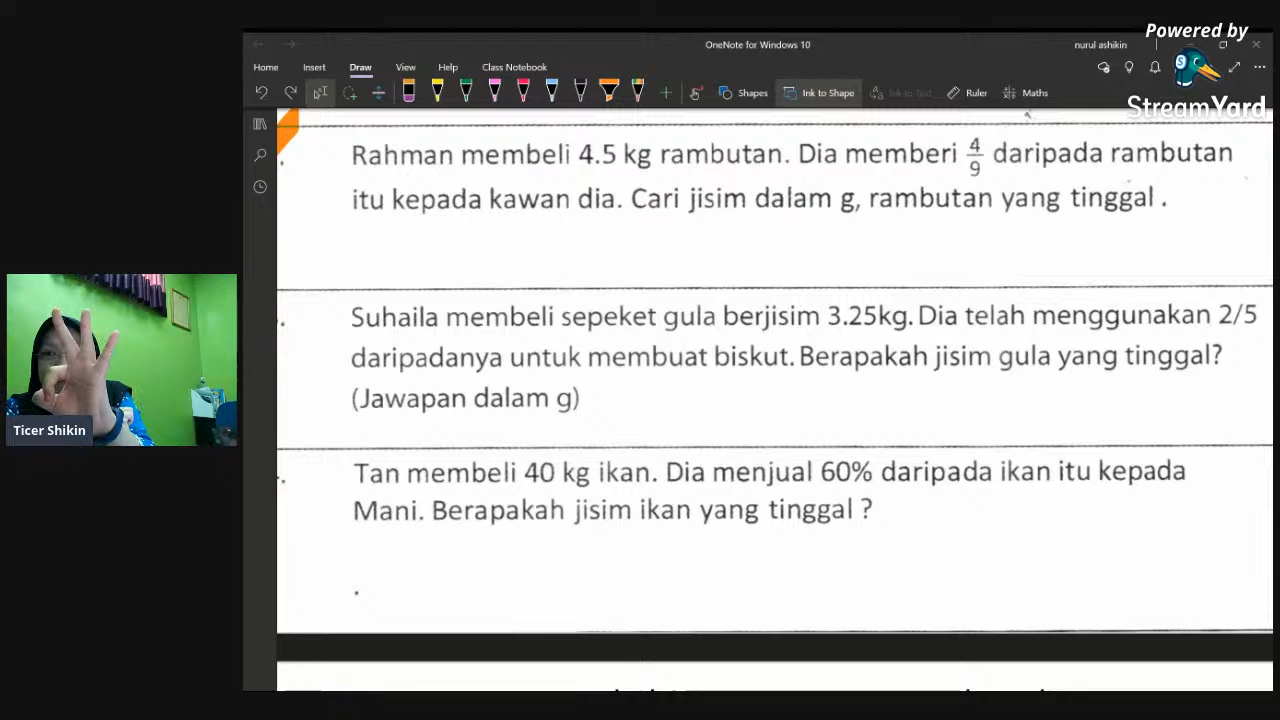 Powered by
StreamYard
OneNote for Windows 10
nurul ashikin
Home Insert Draw View Help Class Notebook
Shapes Ink to Shape Ink to Text Ruler Maths
Rahman membeli 4.5 kg rambutan. Dia memberi 4/9 daripada rambutan
itu kepada kawan dia. Cari jisim dalam g, rambutan yang tinggal .
Suhaila membeli sepeket gula berjisim 3.25kg. Dia telah menggunakan 2/5
daripadanya untuk membuat biskut. Berapakah jisim gula yang tinggal?
(Jawapan dalam g)
Tan membeli 40 kg ikan. Dia menjual 60% daripada ikan itu kepada
Mani. Berapakah jisim ikan yang tinggal ?
Ticer Shikin